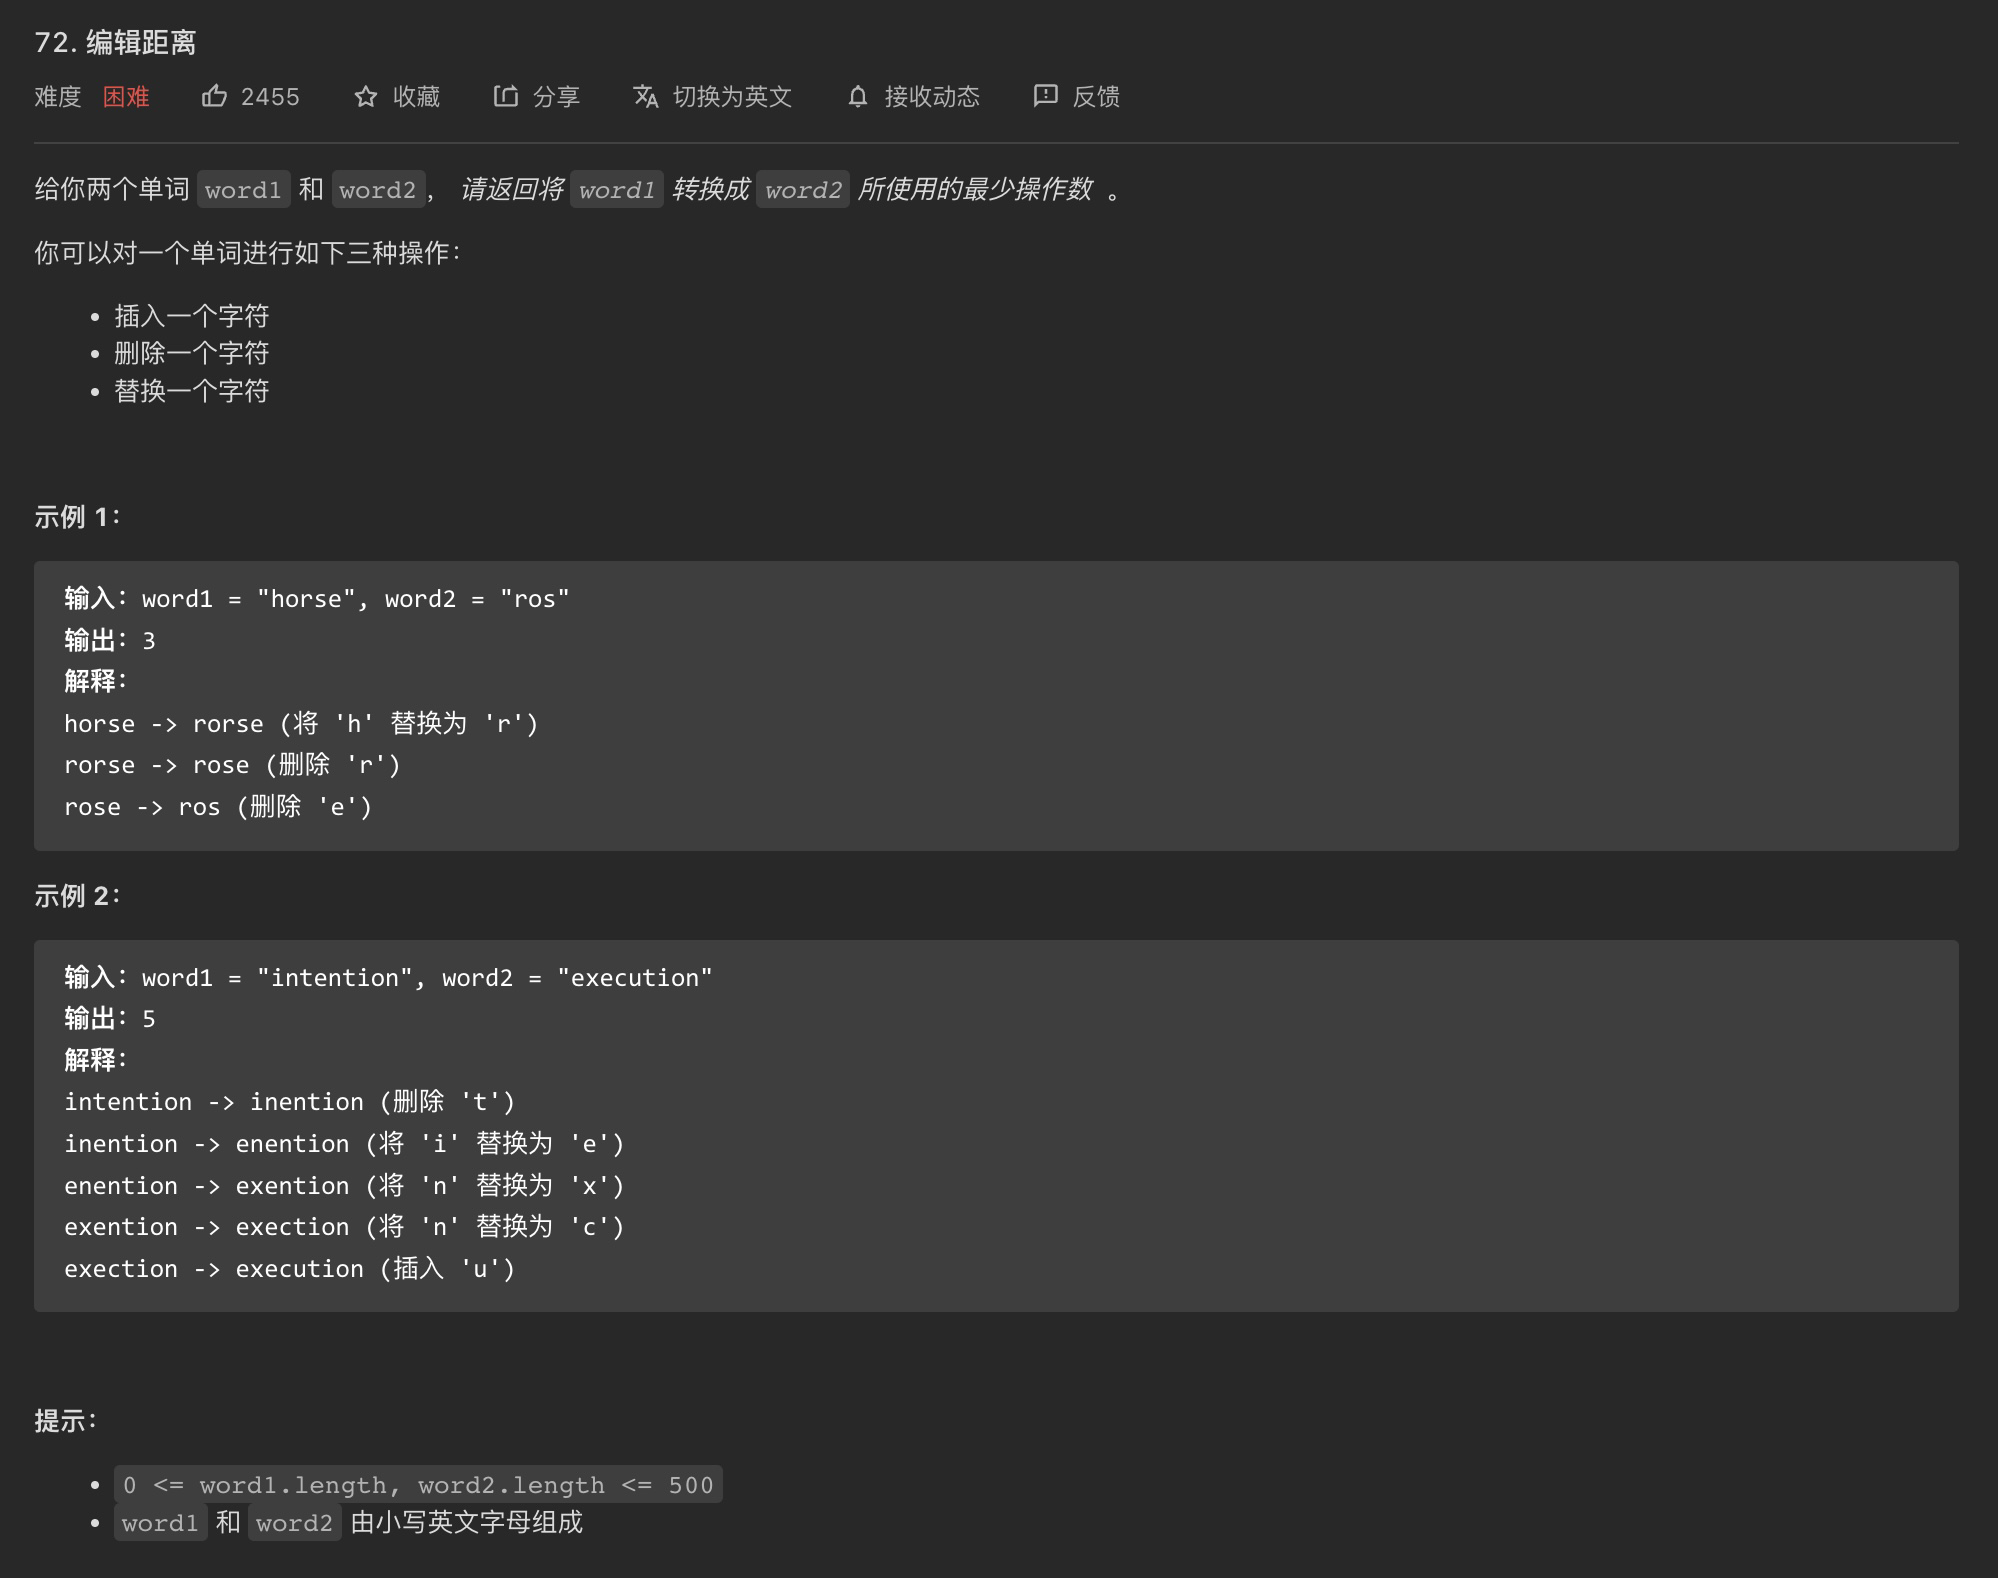 72. 编辑距离
难度 困难 2455 收藏 分享 切换为英文 接收动态 反馈
给你两个单词 word1 和 word2， 请返回将 word1 转换成 word2 所使用的最少操作数 。
你可以对一个单词进行如下三种操作：
• 插入一个字符
• 删除一个字符
• 替换一个字符
示例 1：
输入：word1 = "horse", word2 = "ros"
输出：3
解释：
horse -> rorse (将 'h' 替换为 'r')
rorse -> rose (删除 'r')
rose -> ros (删除 'e')
示例 2：
输入：word1 = "intention", word2 = "execution"
输出：5
解释：
intention -> inention (删除 't')
inention -> enention (将 'i' 替换为 'e')
enention -> exention (将 'n' 替换为 'x')
exention -> exection (将 'n' 替换为 'c')
exection -> execution (插入 'u')
提示：
• 0 <= word1.length, word2.length <= 500
• word1 和 word2 由小写英文字母组成